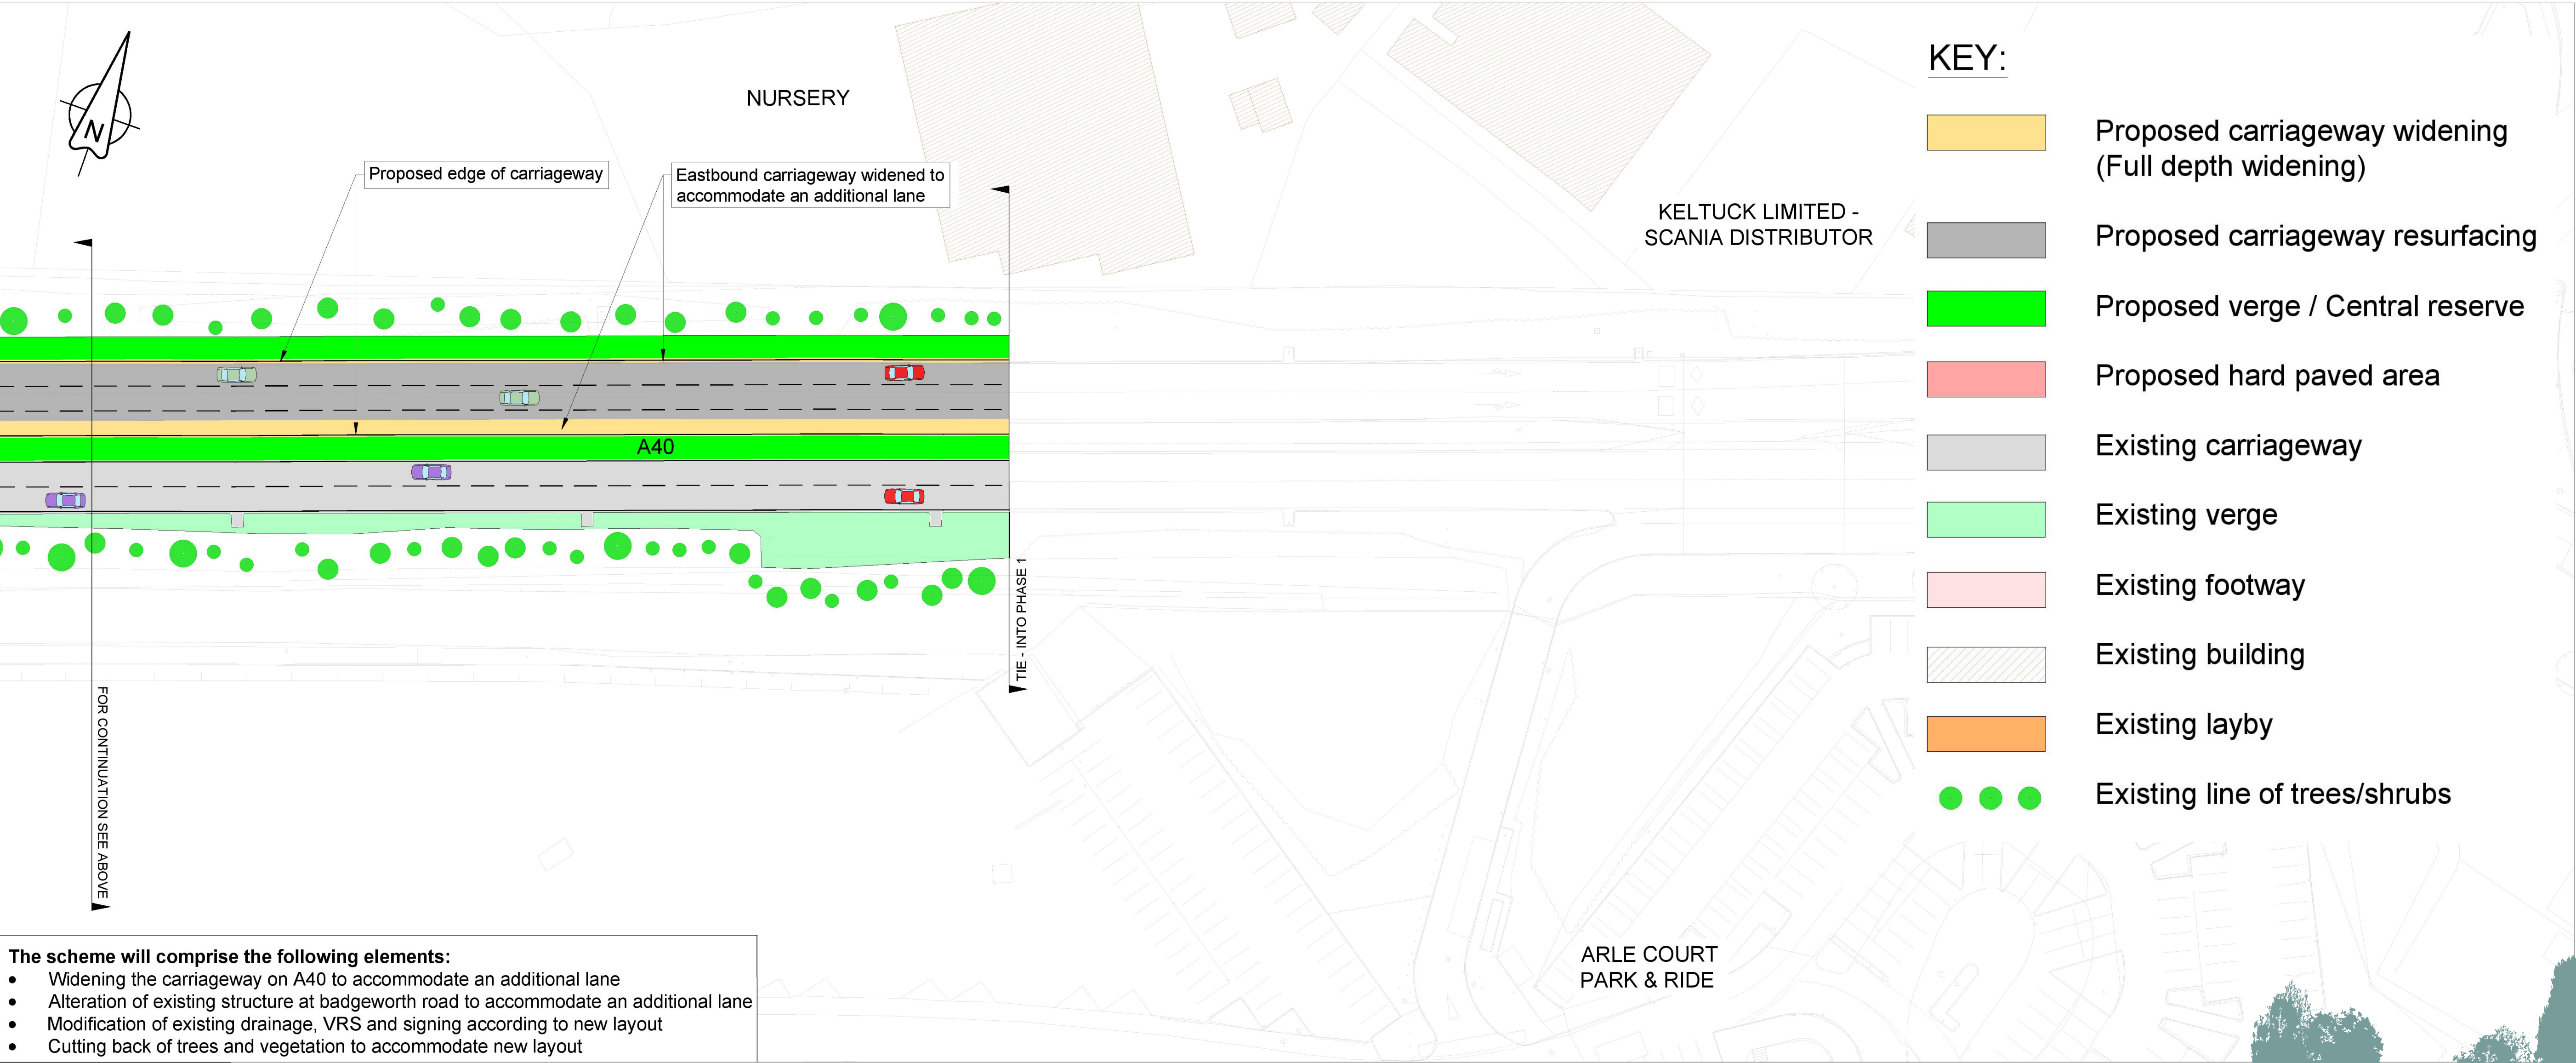 N
NURSERY
Proposed edge of carriageway
Eastbound carriageway widened to
accommodate an additional lane
KELTUCK LIMITED -
SCANIA DISTRIBUTOR
A40
TIE - INTO PHASE 1
FOR CONTINUATION SEE ABOVE
ARLE COURT
PARK & RIDE
The scheme will comprise the following elements:
• Widening the carriageway on A40 to accommodate an additional lane
• Alteration of existing structure at badgeworth road to accommodate an additional lane
• Modification of existing drainage, VRS and signing according to new layout
• Cutting back of trees and vegetation to accommodate new layout
KEY:
Proposed carriageway widening
(Full depth widening)
Proposed carriageway resurfacing
Proposed verge / Central reserve
Proposed hard paved area
Existing carriageway
Existing verge
Existing footway
Existing building
Existing layby
Existing line of trees/shrubs